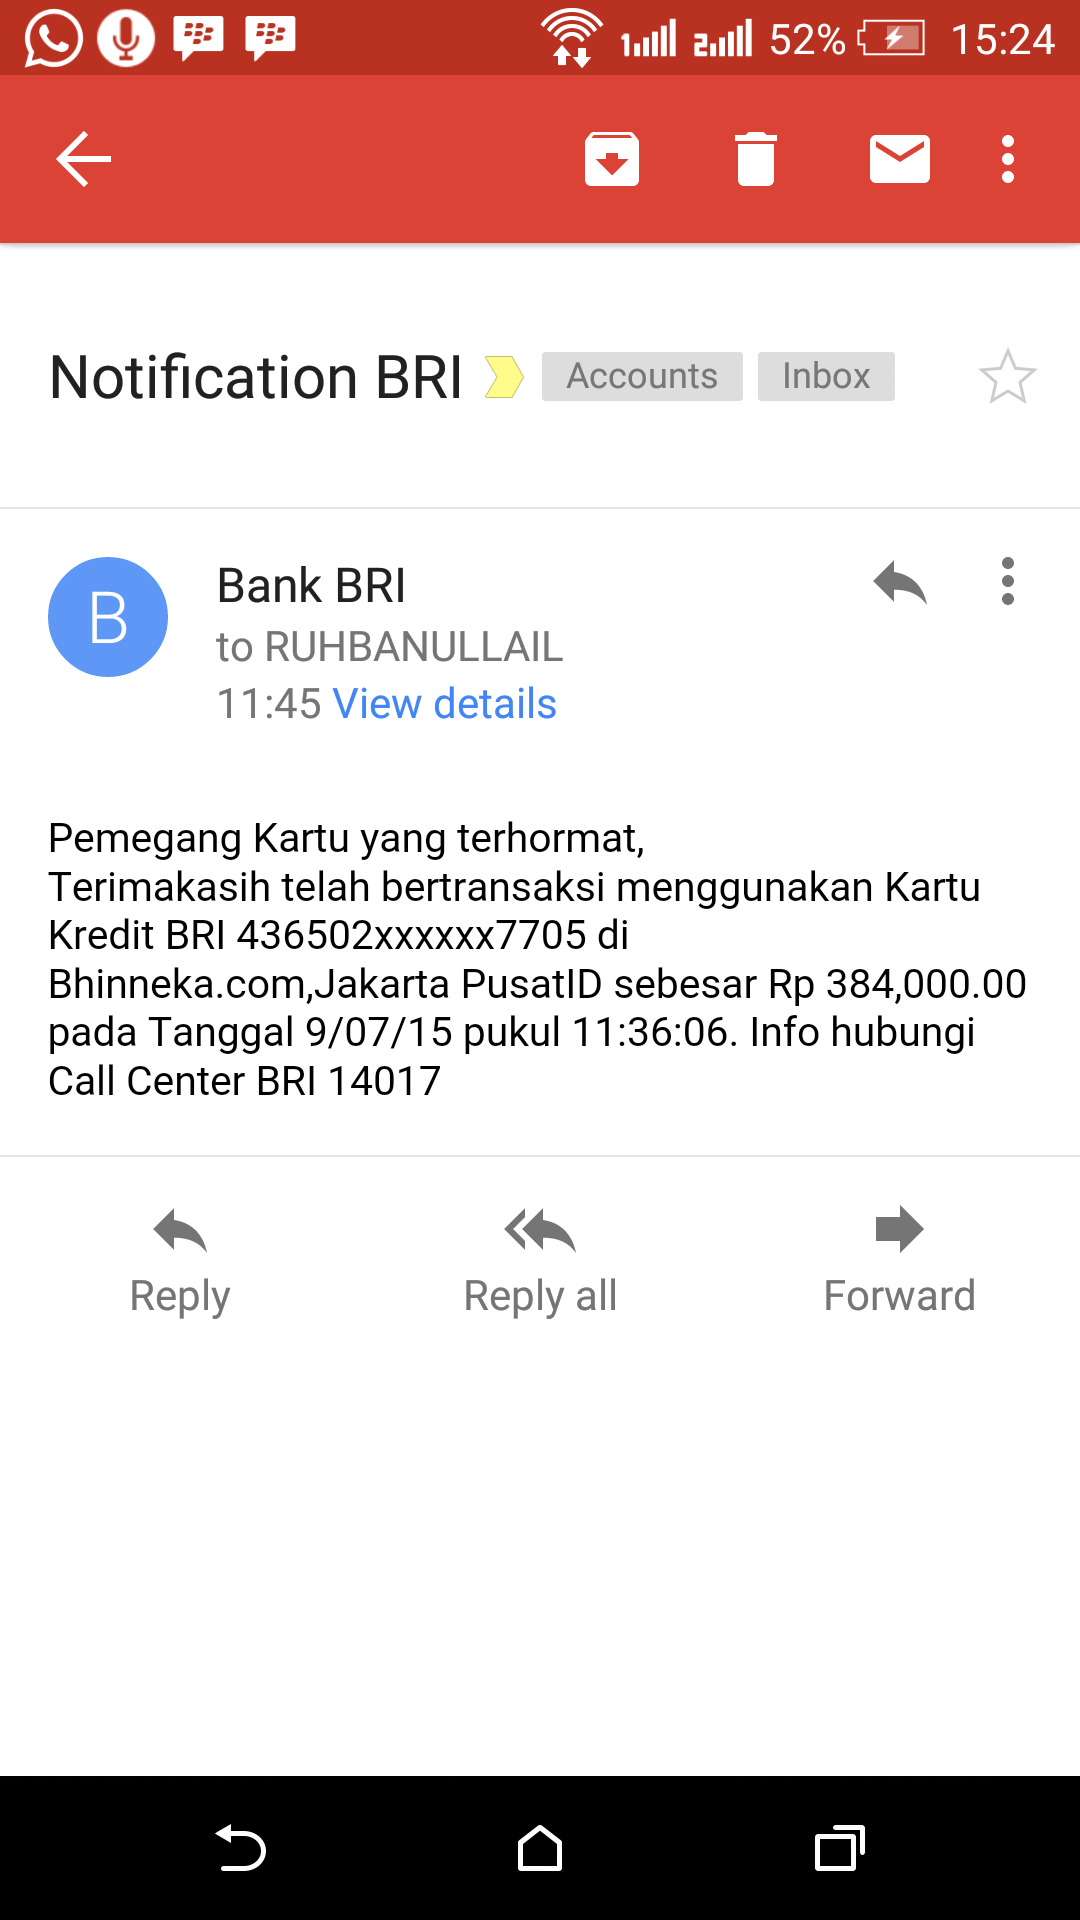 1 2 52% 15:24
Notification BRI Accounts Inbox
B
Bank BRI
to RUHBANULLAIL
11:45 View details
Pemegang Kartu yang terhormat,
Terimakasih telah bertransaksi menggunakan Kartu
Kredit BRI 436502xxxxxx7705 di
Bhinneka.com,Jakarta PusatID sebesar Rp 384,000.00
pada Tanggal 9/07/15 pukul 11:36:06. Info hubungi
Call Center BRI 14017
Reply Reply all Forward